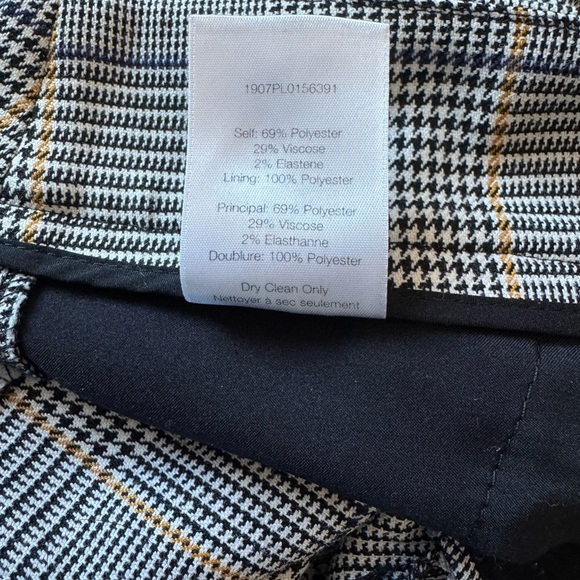 1907PL0156391
Self: 69% Polyester
29% Viscose
2% Elastene
Lining: 100% Polyester
Principal: 69% Polyester
29% Viscose
2% Elasthanne
Doublure: 100% Polyester
Dry Clean Only
Nettoyer à sec seulement